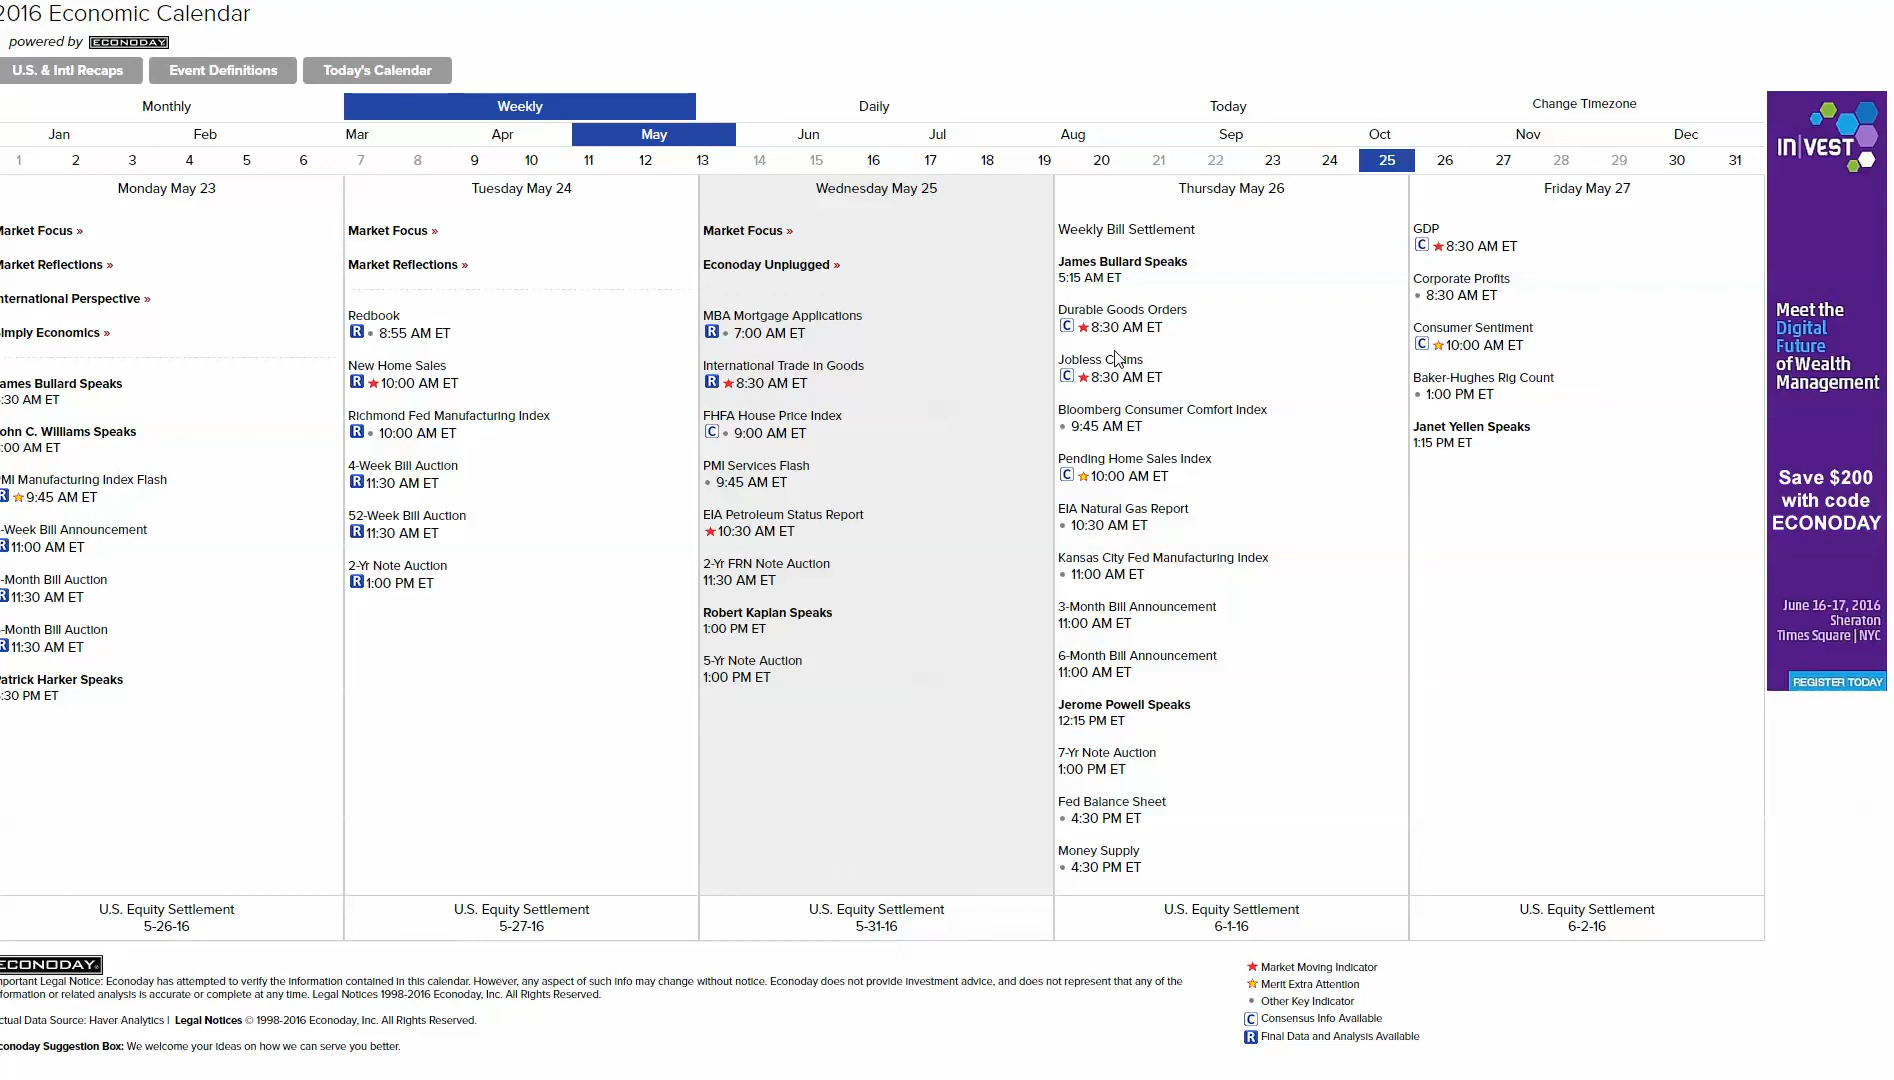 2016 Economic Calendar
powered by ECONODAY
U.S. & Intl Recaps Event Definitions Today's Calendar
Monthly Weekly Daily Today Change Timezone
Jan Feb Mar Apr May Jun Jul Aug Sep Oct Nov Dec
1 2 3 4 5 6 7 8 9 10 11 12 13 14 15 16 17 18 19 20 21 22 23 24 25 26 27 28 29 30 31
Monday May 23
arket Focus »
arket Reflections »
nternational Perspective »
imply Economics »
ames Bullard Speaks
:30 AM ET
ohn C. Williams Speaks
:00 AM ET
MI Manufacturing Index Flash
R 9:45 AM ET
-Week Bill Announcement
R 11:00 AM ET
-Month Bill Auction
R 11:30 AM ET
-Month Bill Auction
R 11:30 AM ET
atrick Harker Speaks
:30 PM ET
U.S. Equity Settlement
5-26-16
Tuesday May 24
Market Focus »
Market Reflections »
Redbook
R • 8:55 AM ET
New Home Sales
R ★10:00 AM ET
Richmond Fed Manufacturing Index
R • 10:00 AM ET
4-Week Bill Auction
R 11:30 AM ET
52-Week Bill Auction
R 11:30 AM ET
2-Yr Note Auction
R 1:00 PM ET
U.S. Equity Settlement
5-27-16
Wednesday May 25
Market Focus »
Econoday Unplugged »
MBA Mortgage Applications
R • 7:00 AM ET
International Trade in Goods
R ★8:30 AM ET
FHFA House Price Index
C • 9:00 AM ET
PMI Services Flash
• 9:45 AM ET
EIA Petroleum Status Report
★10:30 AM ET
2-Yr FRN Note Auction
11:30 AM ET
Robert Kaplan Speaks
1:00 PM ET
5-Yr Note Auction
1:00 PM ET
U.S. Equity Settlement
5-31-16
Thursday May 26
Weekly Bill Settlement
James Bullard Speaks
5:15 AM ET
Durable Goods Orders
C ★8:30 AM ET
Jobless Claims
C ★8:30 AM ET
Bloomberg Consumer Comfort Index
• 9:45 AM ET
Pending Home Sales Index
C ★10:00 AM ET
EIA Natural Gas Report
• 10:30 AM ET
Kansas City Fed Manufacturing Index
• 11:00 AM ET
3-Month Bill Announcement
11:00 AM ET
6-Month Bill Announcement
11:00 AM ET
Jerome Powell Speaks
12:15 PM ET
7-Yr Note Auction
1:00 PM ET
Fed Balance Sheet
• 4:30 PM ET
Money Supply
• 4:30 PM ET
U.S. Equity Settlement
6-1-16
Friday May 27
GDP
C ★8:30 AM ET
Corporate Profits
• 8:30 AM ET
Consumer Sentiment
C ★10:00 AM ET
Baker-Hughes Rig Count
• 1:00 PM ET
Janet Yellen Speaks
1:15 PM ET
U.S. Equity Settlement
6-2-16
IN|VEST
Meet the
Digital
Future
of Wealth
Management
Save $200
with code
ECONODAY
June 16-17, 2016
Sheraton
Times Square | NYC
REGISTER TODAY
ECONODAY
mportant Legal Notice: Econoday has attempted to verify the information contained in this calendar. However, any aspect of such info may change without notice. Econoday does not provide investment advice, and does not represent that any of the
formation or related analysis is accurate or complete at any time. Legal Notices 1998-2016 Econoday, Inc. All Rights Reserved.
ctual Data Source: Haver Analytics | Legal Notices © 1998-2016 Econoday, Inc. All Rights Reserved.
conoday Suggestion Box: We welcome your ideas on how we can serve you better.
★ Market Moving Indicator
★ Merit Extra Attention
• Other Key Indicator
C Consensus Info Available
R Final Data and Analysis Available